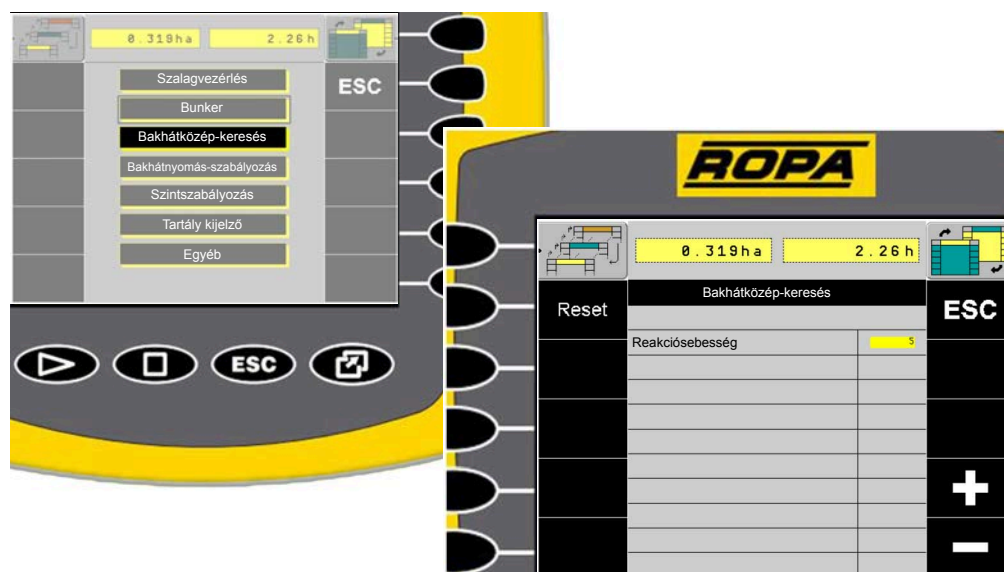 0.319ha 2.26h
Szalagvezérlés
ESC
Bunker
Bakhátközép-keresés
Bakhátnyomás-szabályozás
Szintszabályozás
Tartály kijelző
Egyéb
ESC
ROPA
0.319ha 2.26h
Bakhátközép-keresés
Reset
ESC
Reakciósebesség 5
+
−